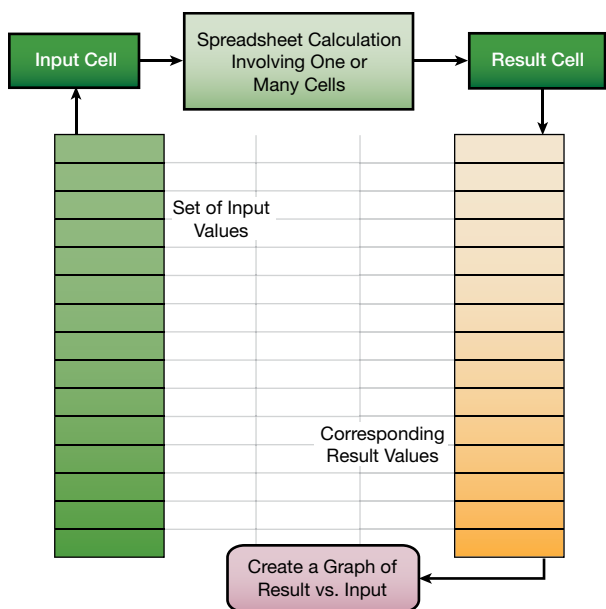 Input Cell
Spreadsheet Calculation
Involving One or
Many Cells
Result Cell
Set of Input
Values
Corresponding
Result Values
Create a Graph of
Result vs. Input